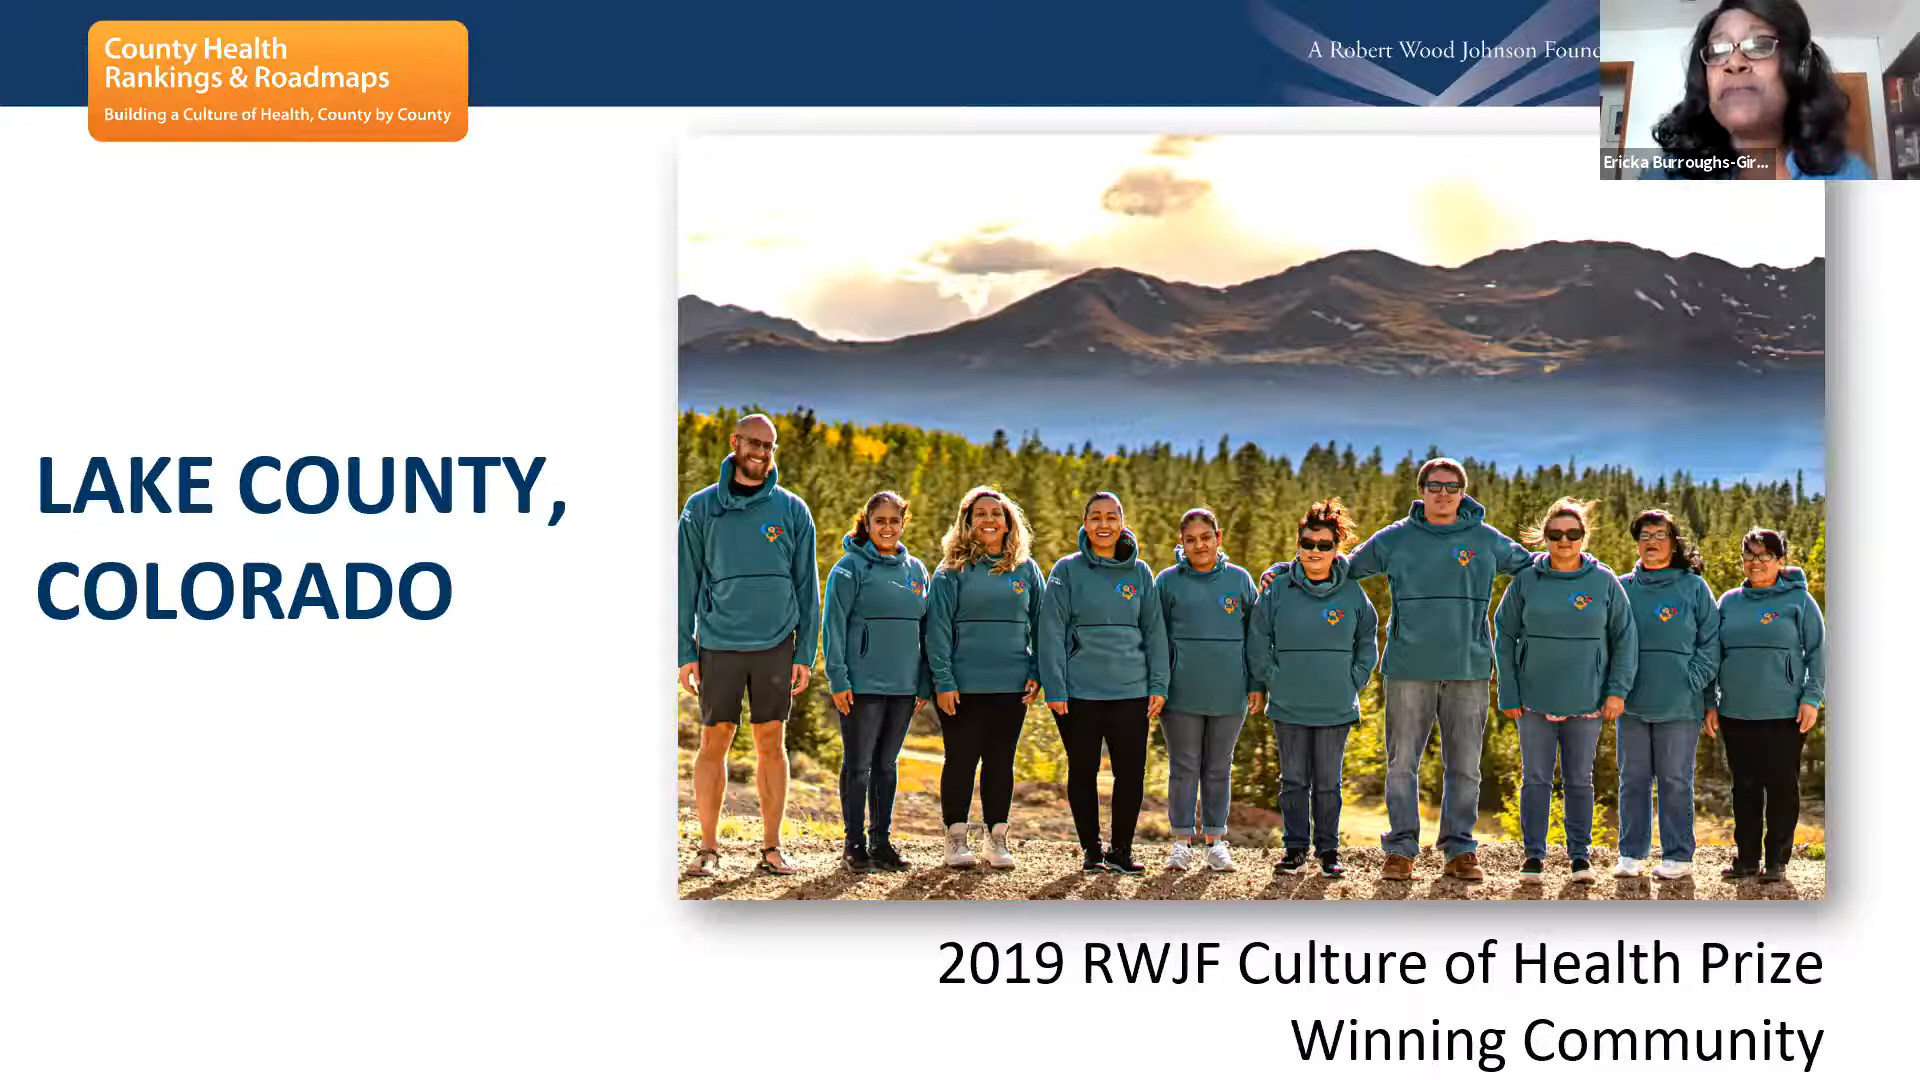 County Health
Rankings & Roadmaps
Building a Culture of Health, County by County
A Robert Wood Johnson Foun
Ericka Burroughs-Gir...
LAKE COUNTY,
COLORADO
2019 RWJF Culture of Health Prize
Winning Community